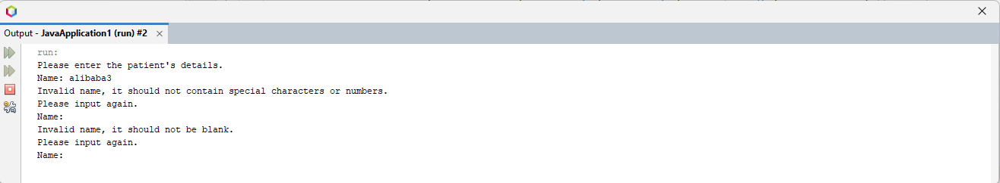 Output - JavaApplication1 (run) #2
run:
Please enter the patient's details.
Name: alibaba3
Invalid name, it should not contain special characters or numbers.
Please input again.
Name:
Invalid name, it should not be blank.
Please input again.
Name: